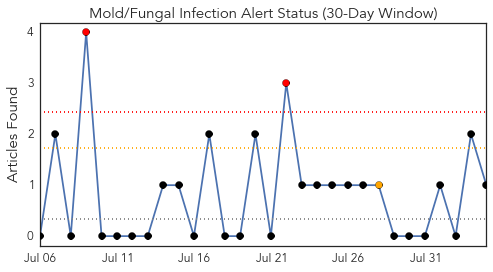 Mold/Fungal Infection Alert Status (30-Day Window)
Articles Found
4
3
2
1
0
Jul 06
Jul 11
Jul 16
Jul 21
Jul 26
Jul 31